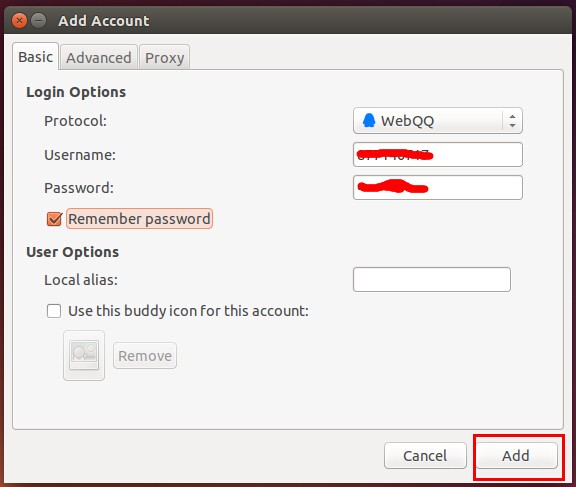 Add Account
Basic Advanced Proxy
Login Options
Protocol: WebQQ
Username:
Password:
Remember password
User Options
Local alias:
Use this buddy icon for this account:
Remove
Cancel Add